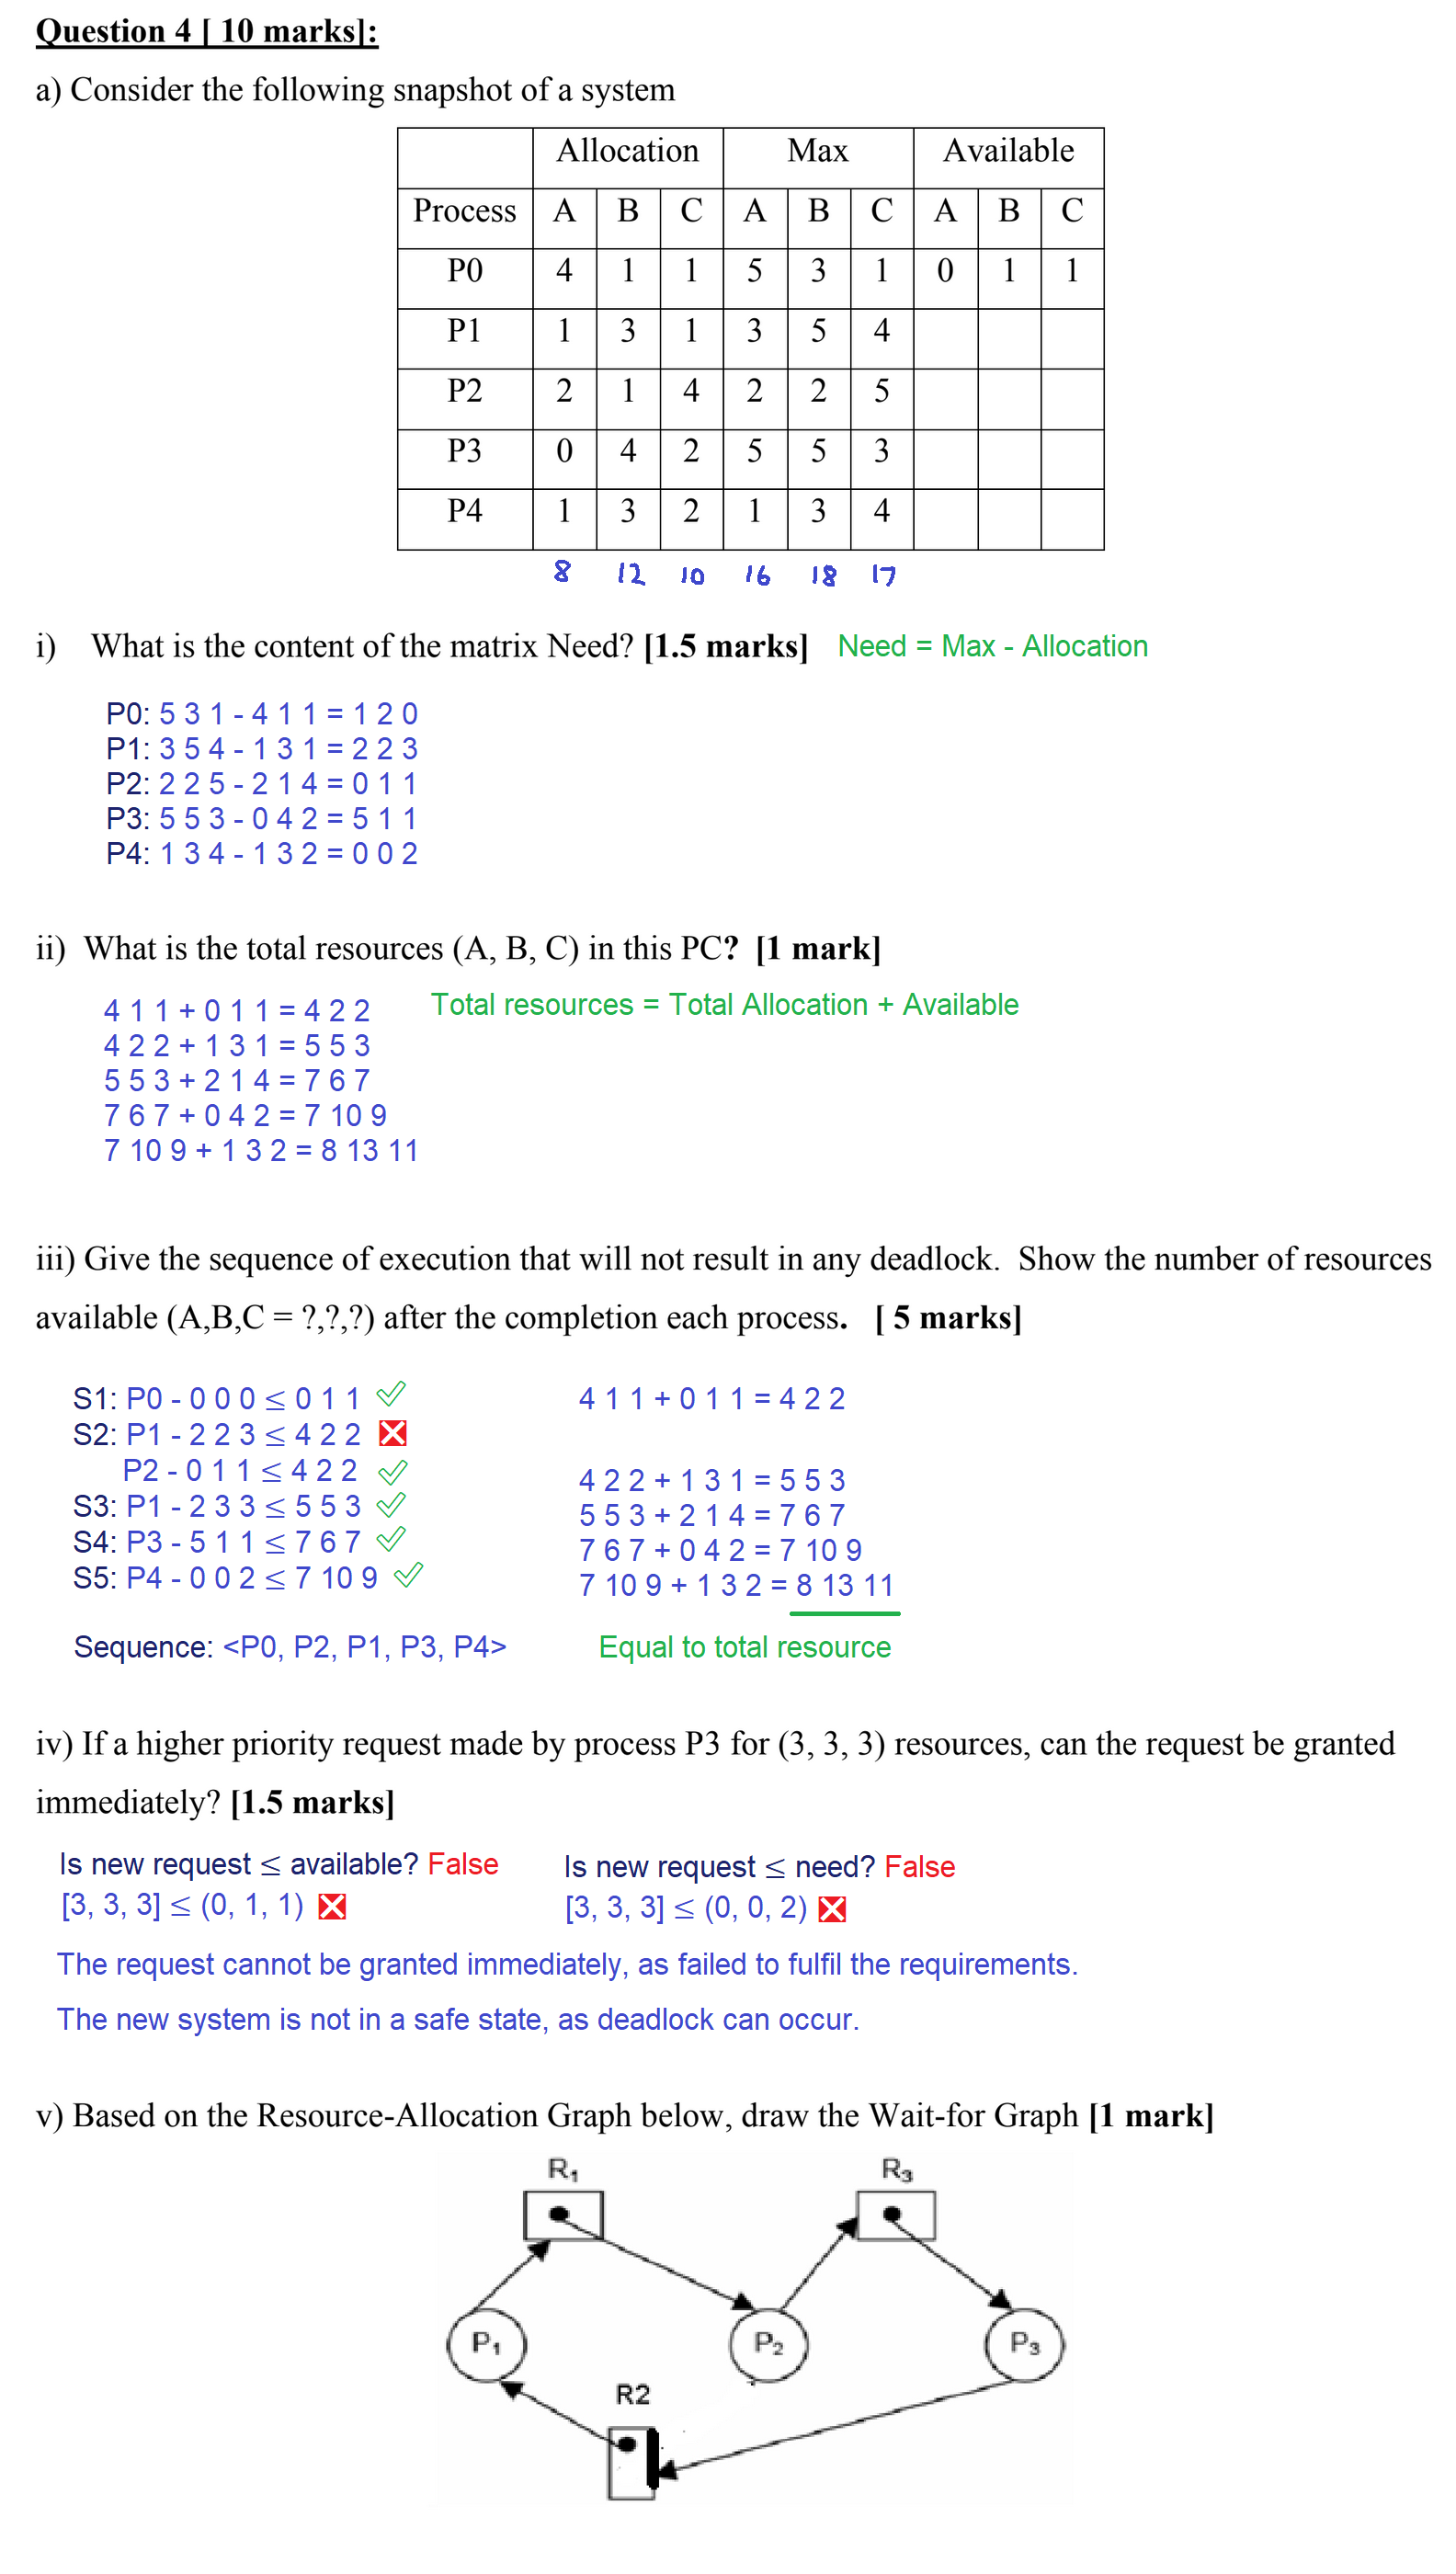 Question 4 [ 10 marks]:
a) Consider the following snapshot of a system
Allocation Max Available
Process A B C A B C A B C
P0 4 1 1 5 3 1 0 1 1
P1 1 3 1 3 5 4
P2 2 1 4 2 2 5
P3 0 4 2 5 5 3
P4 1 3 2 1 3 4
8 12 10 16 18 17
i) What is the content of the matrix Need? [1.5 marks] Need = Max - Allocation
P0: 5 3 1 - 4 1 1 = 1 2 0
P1: 3 5 4 - 1 3 1 = 2 2 3
P2: 2 2 5 - 2 1 4 = 0 1 1
P3: 5 5 3 - 0 4 2 = 5 1 1
P4: 1 3 4 - 1 3 2 = 0 0 2
ii) What is the total resources (A, B, C) in this PC? [1 mark]
4 1 1 + 0 1 1 = 4 2 2 Total resources = Total Allocation + Available
4 2 2 + 1 3 1 = 5 5 3
5 5 3 + 2 1 4 = 7 6 7
7 6 7 + 0 4 2 = 7 10 9
7 10 9 + 1 3 2 = 8 13 11
iii) Give the sequence of execution that will not result in any deadlock. Show the number of resources
available (A,B,C = ?,?,?) after the completion each process. [ 5 marks]
S1: P0 - 0 0 0 ≤ 0 1 1 4 1 1 + 0 1 1 = 4 2 2
S2: P1 - 2 2 3 ≤ 4 2 2
P2 - 0 1 1 ≤ 4 2 2 4 2 2 + 1 3 1 = 5 5 3
S3: P1 - 2 3 3 ≤ 5 5 3 5 5 3 + 2 1 4 = 7 6 7
S4: P3 - 5 1 1 ≤ 7 6 7 7 6 7 + 0 4 2 = 7 10 9
S5: P4 - 0 0 2 ≤ 7 10 9 7 10 9 + 1 3 2 = 8 13 11
Sequence: <P0, P2, P1, P3, P4> Equal to total resource
iv) If a higher priority request made by process P3 for (3, 3, 3) resources, can the request be granted
immediately? [1.5 marks]
Is new request ≤ available? False Is new request ≤ need? False
[3, 3, 3] ≤ (0, 1, 1) [3, 3, 3] ≤ (0, 0, 2)
The request cannot be granted immediately, as failed to fulfil the requirements.
The new system is not in a safe state, as deadlock can occur.
v) Based on the Resource-Allocation Graph below, draw the Wait-for Graph [1 mark]
R₁ R₃
P₁ P₂ P₃
R2